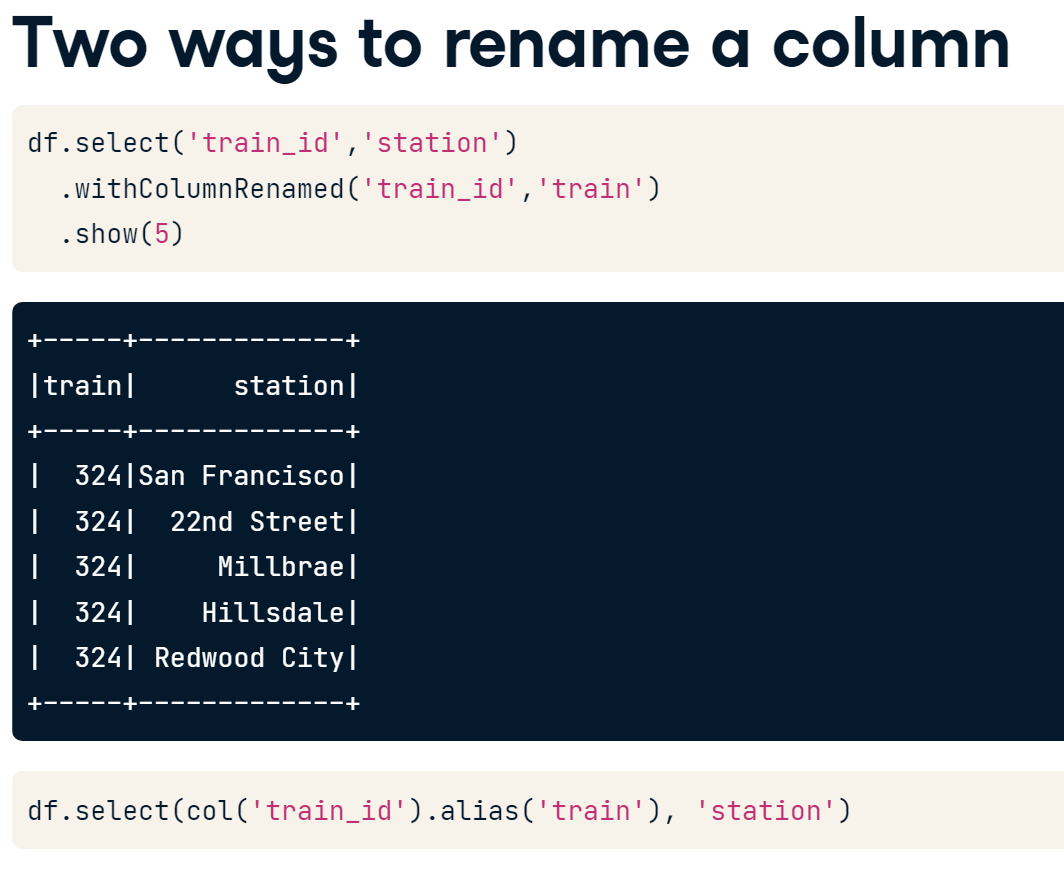 Two ways to rename a column
df.select('train_id','station')
  .withColumnRenamed('train_id','train')
  .show(5)
+-----+-------------+
|train|      station|
+-----+-------------+
|  324|San Francisco|
|  324|  22nd Street|
|  324|     Millbrae|
|  324|    Hillsdale|
|  324| Redwood City|
+-----+-------------+
df.select(col('train_id').alias('train'), 'station')